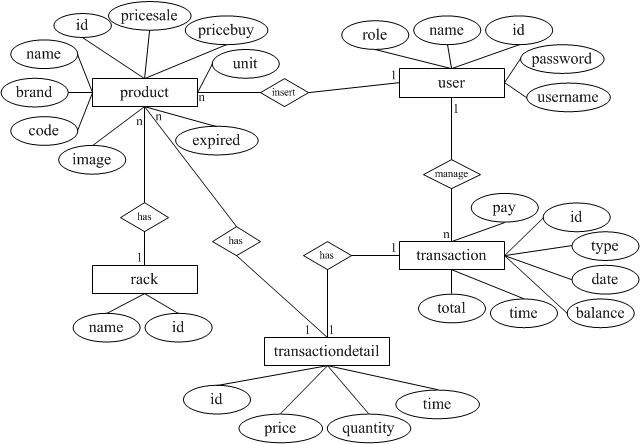 pricesale
id
pricebuy
name
id
role
name
unit
password
brand
product
n
insert
1
user
username
code
n
n
expired
1
image
manage
pay
id
has
n
has
has
1
transaction
type
1
rack
date
total
time
balance
name
id
1
1
transactiondetail
id
time
price
quantity